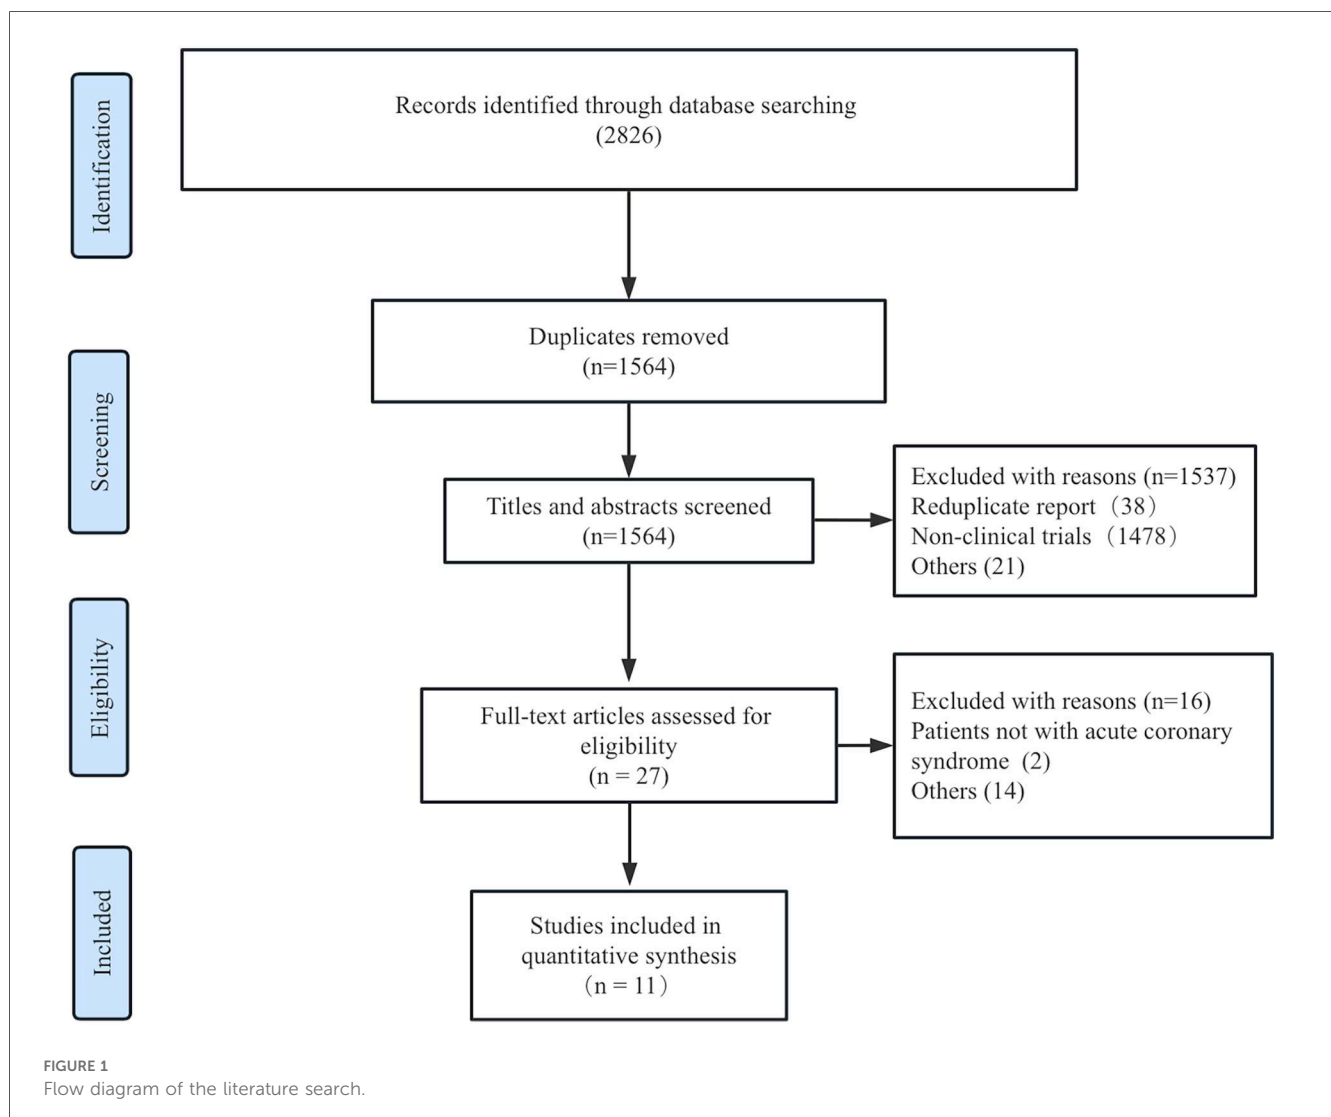 Identification
Records identified through database searching
(2826)
Duplicates removed
(n=1564)
Screening
Titles and abstracts screened
(n=1564)
Excluded with reasons (n=1537)
Reduplicate report（38）
Non-clinical trials（1478）
Others (21)
Eligibility
Full-text articles assessed for
eligibility
(n = 27)
Excluded with reasons (n=16)
Patients not with acute coronary
syndrome (2)
Others (14)
Included
Studies included in
quantitative synthesis
（n = 11）
FIGURE 1
Flow diagram of the literature search.